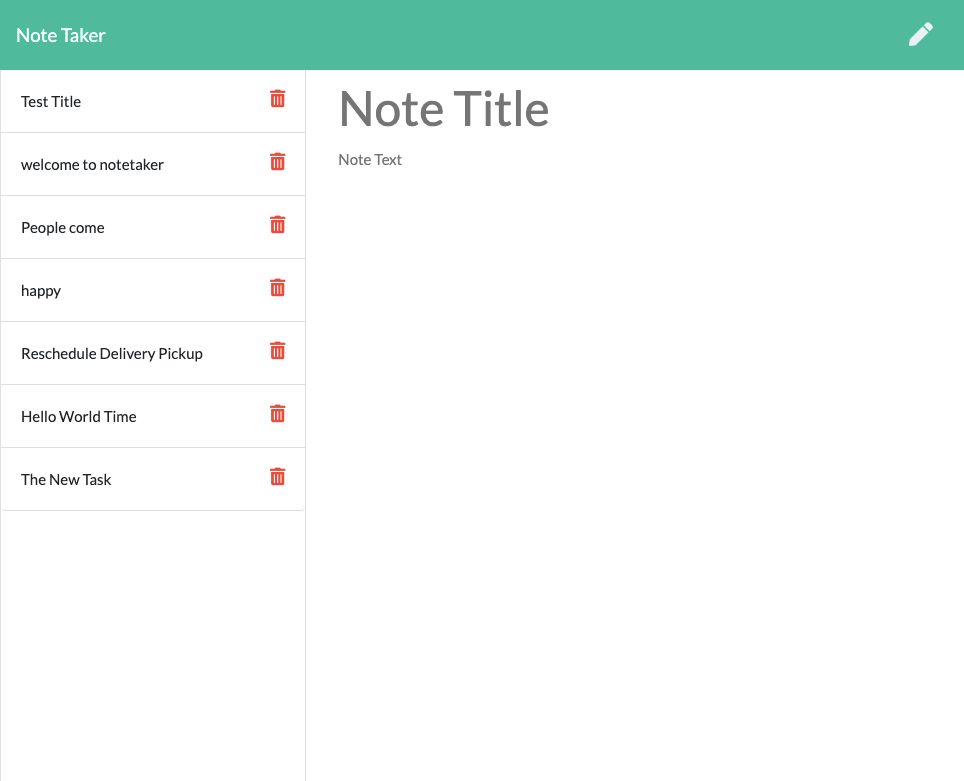 Note Taker
Test Title
welcome to notetaker
People come
happy
Reschedule Delivery Pickup
Hello World Time
The New Task
Note Title
Note Text